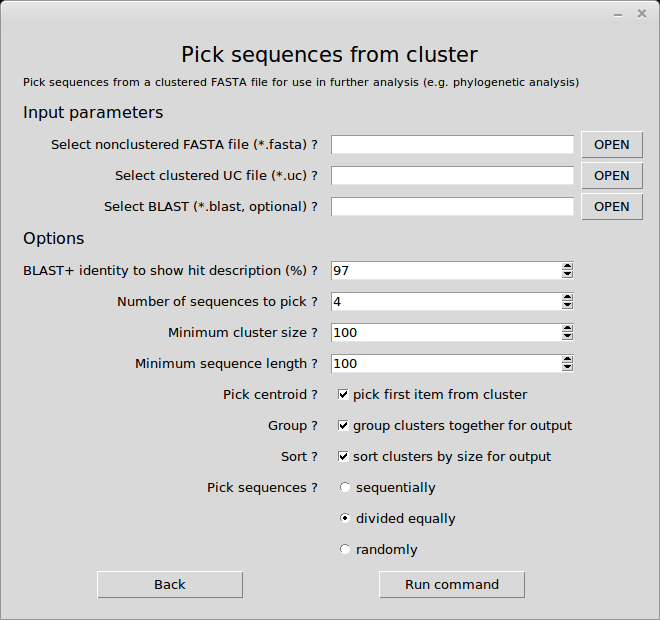 Pick sequences from cluster
Pick sequences from a clustered FASTA file for use in further analysis (e.g. phylogenetic analysis)
Input parameters
Select nonclustered FASTA file (*.fasta) ? OPEN
Select clustered UC file (*.uc) ? OPEN
Select BLAST (*.blast, optional) ? OPEN
Options
BLAST+ identity to show hit description (%) ? 97
Number of sequences to pick ? 4
Minimum cluster size ? 100
Minimum sequence length ? 100
Pick centroid ? pick first item from cluster
Group ? group clusters together for output
Sort ? sort clusters by size for output
Pick sequences ? sequentially
divided equally
randomly
Back Run command